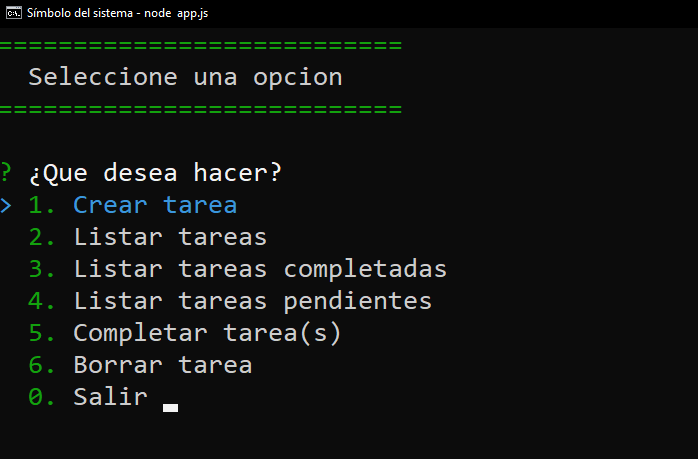 Símbolo del sistema - node app.js
===========================
Seleccione una opcion
===========================
? ¿Que desea hacer?
> 1. Crear tarea
2. Listar tareas
3. Listar tareas completadas
4. Listar tareas pendientes
5. Completar tarea(s)
6. Borrar tarea
0. Salir